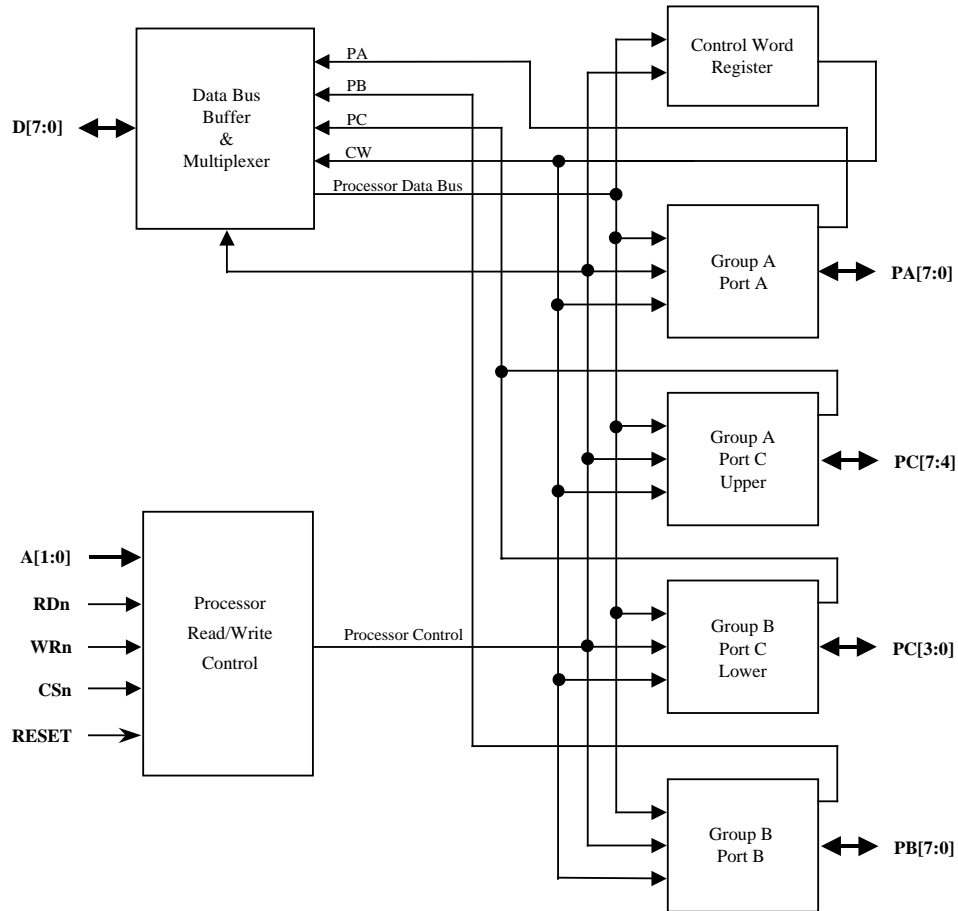 Control Word
Register
PA
PB
PC
CW
Data Bus
Buffer
&
Multiplexer
D[7:0]
Processor Data Bus
Group A
Port A
PA[7:0]
Group A
Port C
Upper
PC[7:4]
A[1:0]
RDn
WRn
CSn
RESET
Processor
Read/Write
Control
Processor Control
Group B
Port C
Lower
PC[3:0]
Group B
Port B
PB[7:0]